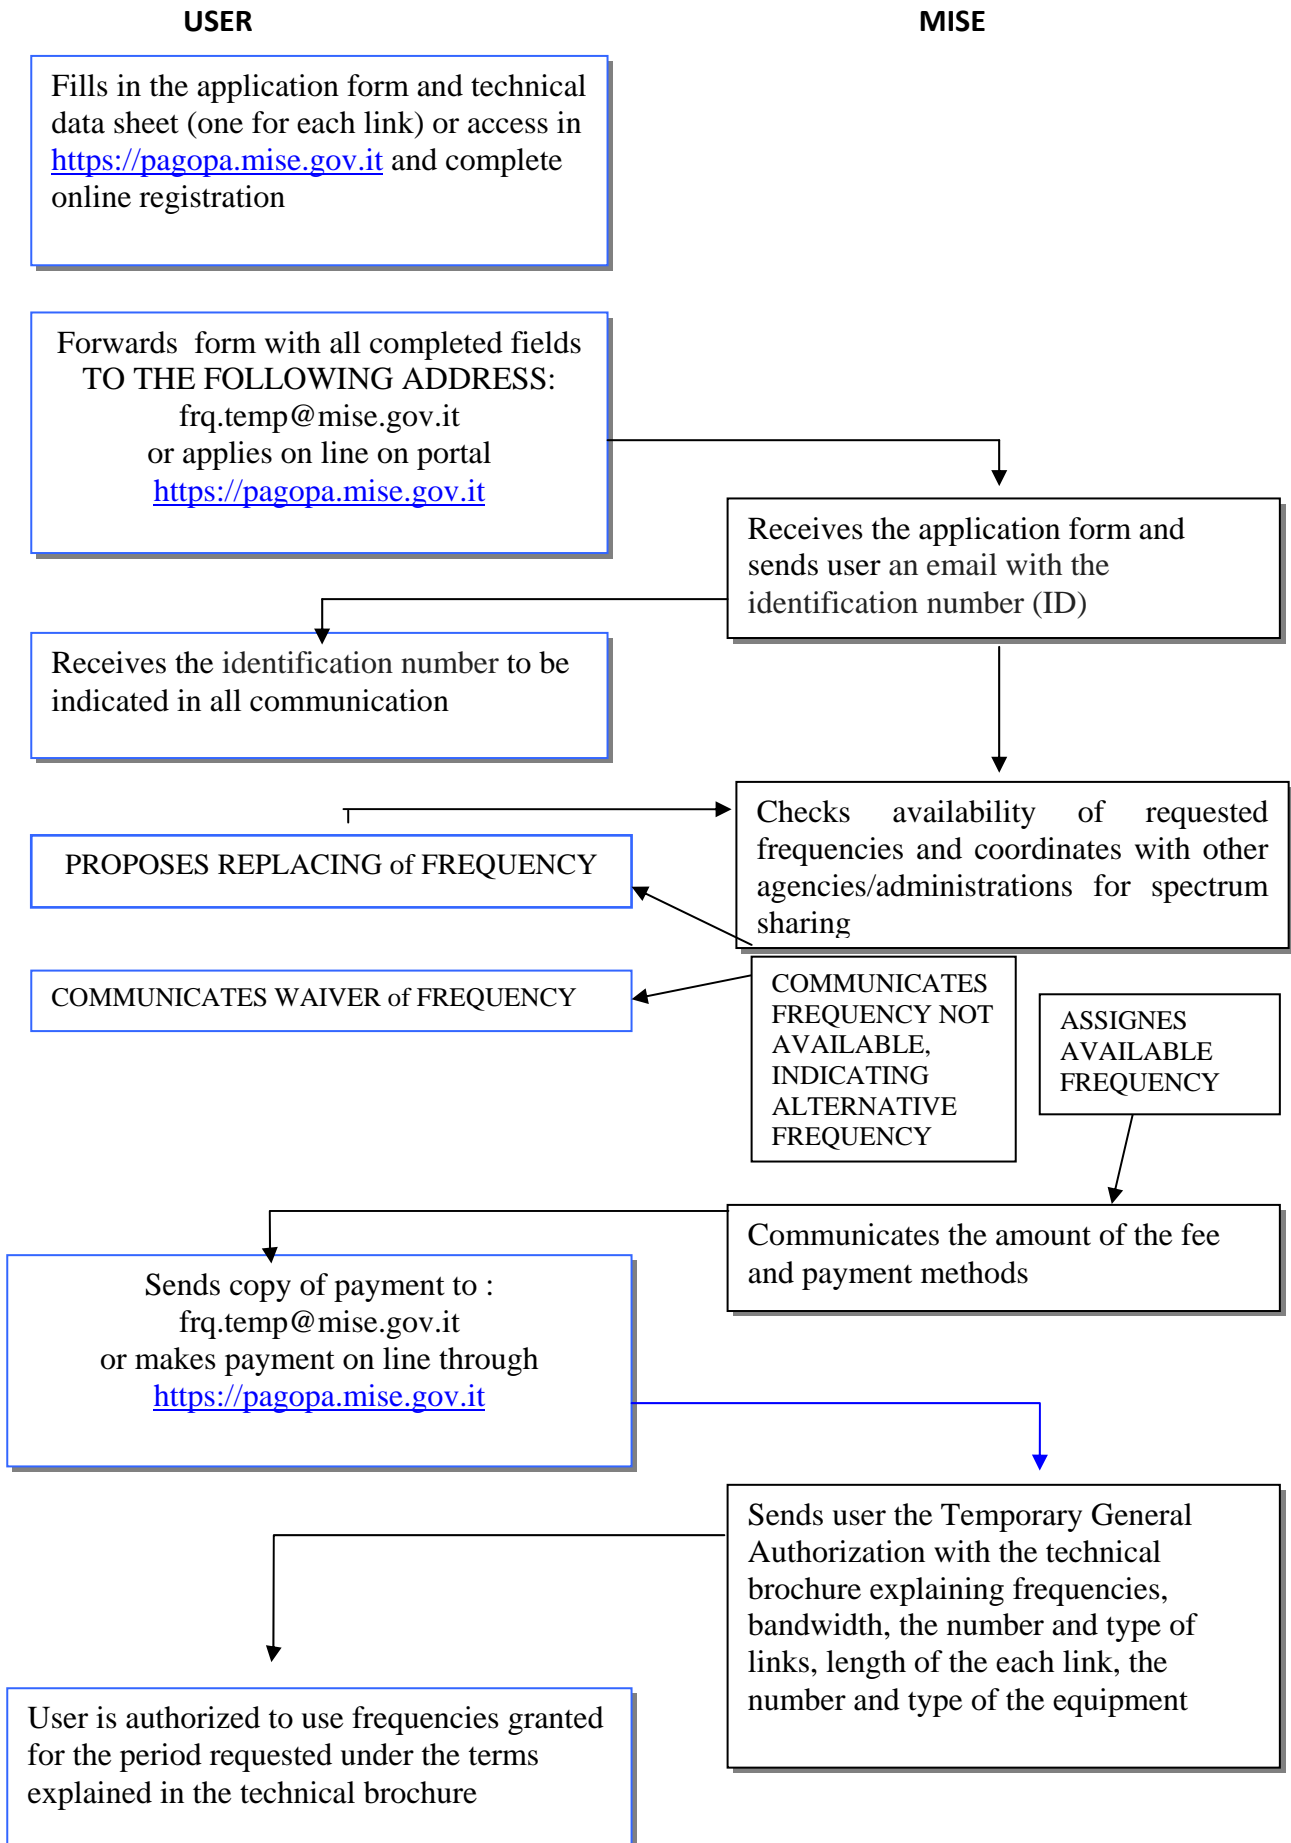 USER
MISE
Fills in the application form and technical
data sheet (one for each link) or access in
https://pagopa.mise.gov.it and complete
online registration
Forwards form with all completed fields
TO THE FOLLOWING ADDRESS:
frq.temp@mise.gov.it
or applies on line on portal
https://pagopa.mise.gov.it
Receives the application form and
sends user an email with the
identification number (ID)
Receives the identification number to be
indicated in all communication
Checks availability of requested
frequencies and coordinates with other
agencies/administrations for spectrum
sharing
PROPOSES REPLACING of FREQUENCY
COMMUNICATES WAIVER of FREQUENCY
COMMUNICATES
FREQUENCY NOT
AVAILABLE,
INDICATING
ALTERNATIVE
FREQUENCY
ASSIGNES
AVAILABLE
FREQUENCY
Communicates the amount of the fee
and payment methods
Sends copy of payment to :
frq.temp@mise.gov.it
or makes payment on line through
https://pagopa.mise.gov.it
Sends user the Temporary General
Authorization with the technical
brochure explaining frequencies,
bandwidth, the number and type of
links, length of the each link, the
number and type of the equipment
User is authorized to use frequencies granted
for the period requested under the terms
explained in the technical brochure